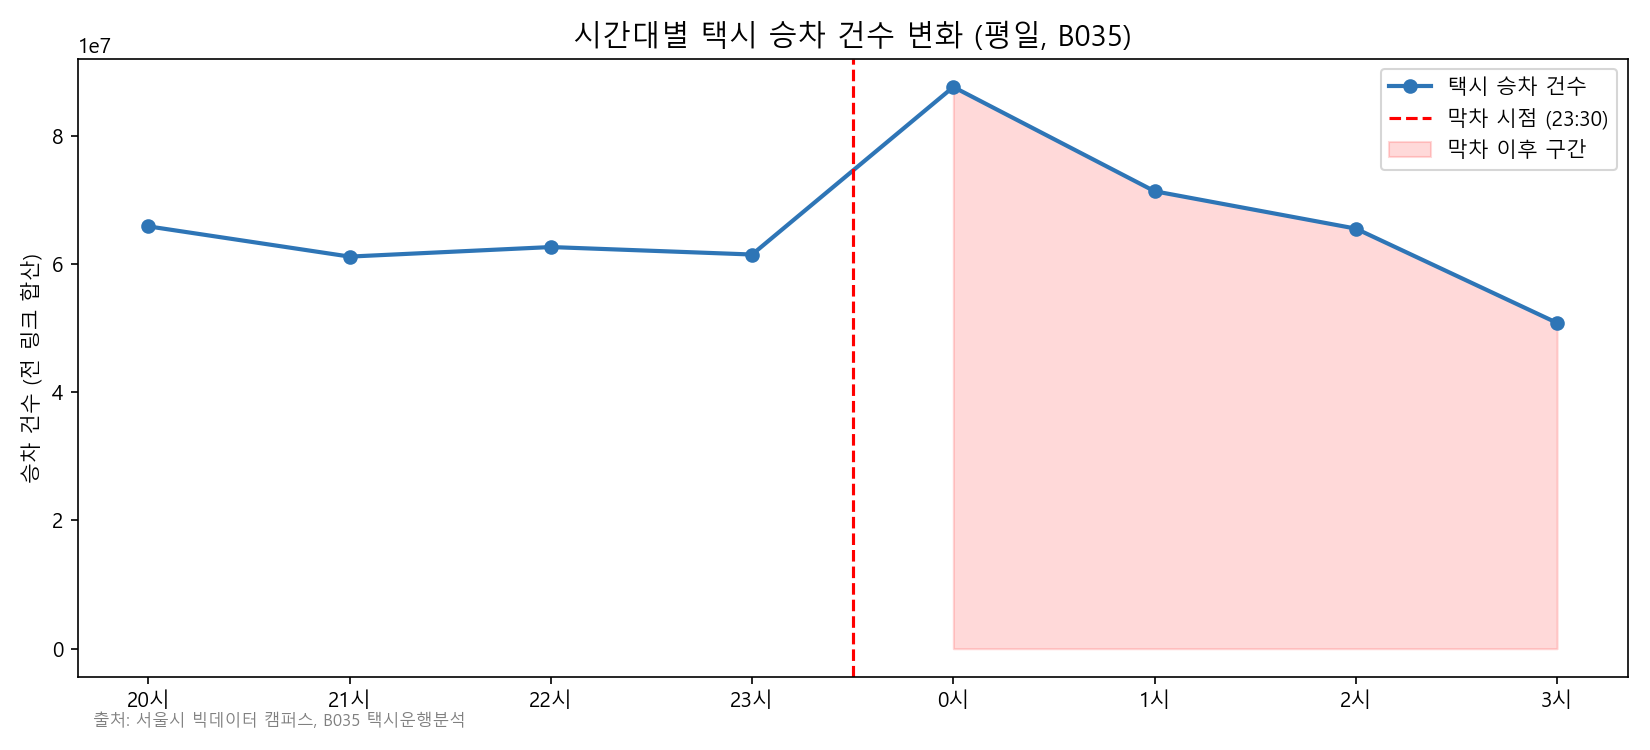 시간대별 택시 승차 건수 변화 (평일, B035)
1e7
택시 승차 건수
막차 시점 (23:30)
막차 이후 구간
승차 건수 (전 링크 합산)
8
6
4
2
0
20시 21시 22시 23시 0시 1시 2시 3시
출처: 서울시 빅데이터 캠퍼스, B035 택시운행분석